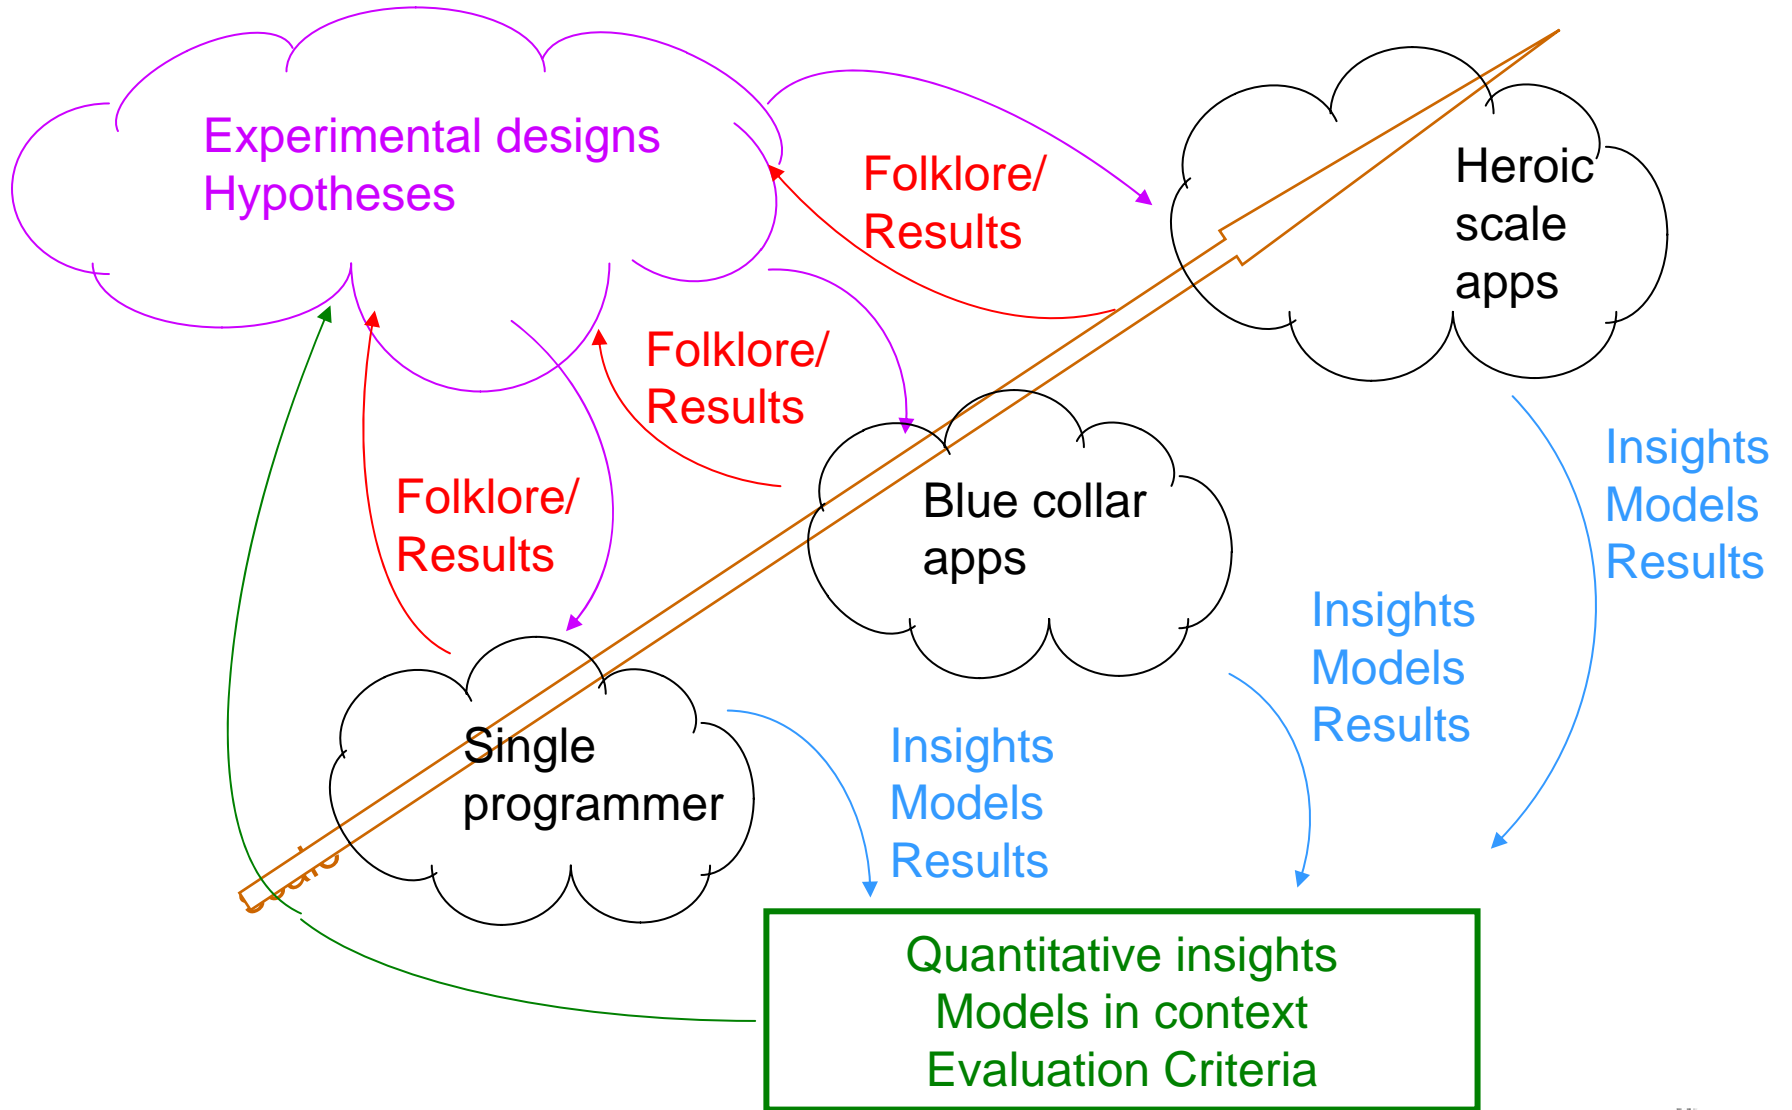 Experimental designs
Hypotheses
Folklore/
Results
Heroic
scale
apps
Folklore/
Results
Folklore/
Results
Blue collar
apps
Insights
Models
Results
Insights
Models
Results
Single
programmer
Insights
Models
Results
Quantitative insights
Models in context
Evaluation Criteria